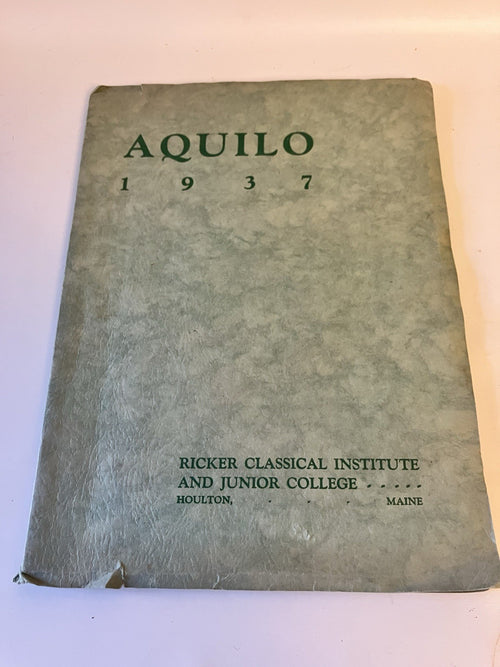 AQUILO
1 9 3 7
RICKER CLASSICAL INSTITUTE
AND JUNIOR COLLEGE . . . . .
HOULTON, . . . MAINE